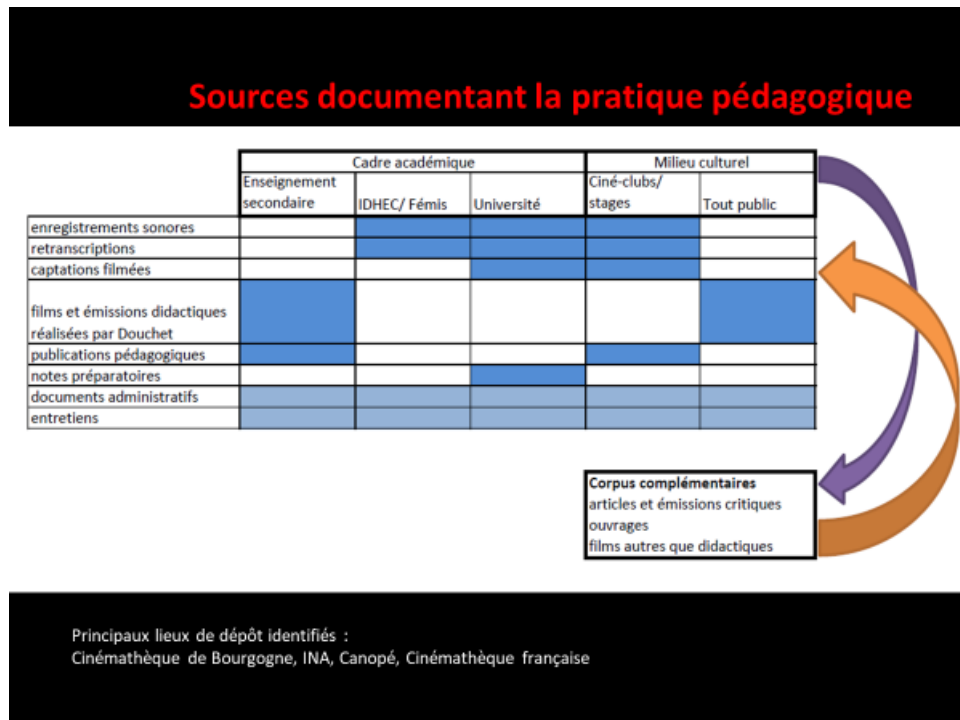 Sources documentant la pratique pédagogique
Cadre académique
Milieu culturel
Enseignement
secondaire
IDHEC/ Fémis
Université
Ciné-clubs/
stages
Tout public
enregistrements sonores
retranscriptions
captations filmées
films et émissions didactiques
réalisées par Douchet
publications pédagogiques
notes préparatoires
documents administratifs
entretiens
Corpus complémentaires
articles et émissions critiques
ouvrages
films autres que didactiques
Principaux lieux de dépôt identifiés :
Cinémathèque de Bourgogne, INA, Canopé, Cinémathèque française